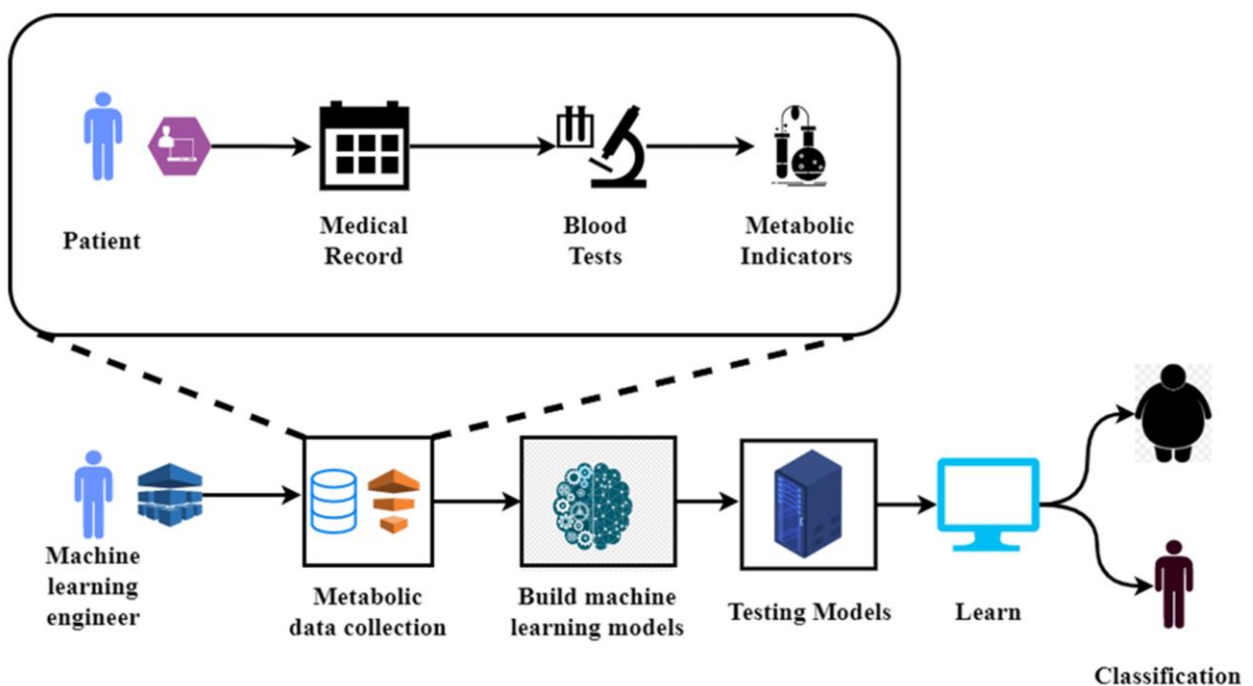 Patient
Medical
Record
Blood
Tests
Metabolic
Indicators
Machine
learning
engineer
Metabolic
data collection
Build machine
learning models
Testing Models
Learn
Classification